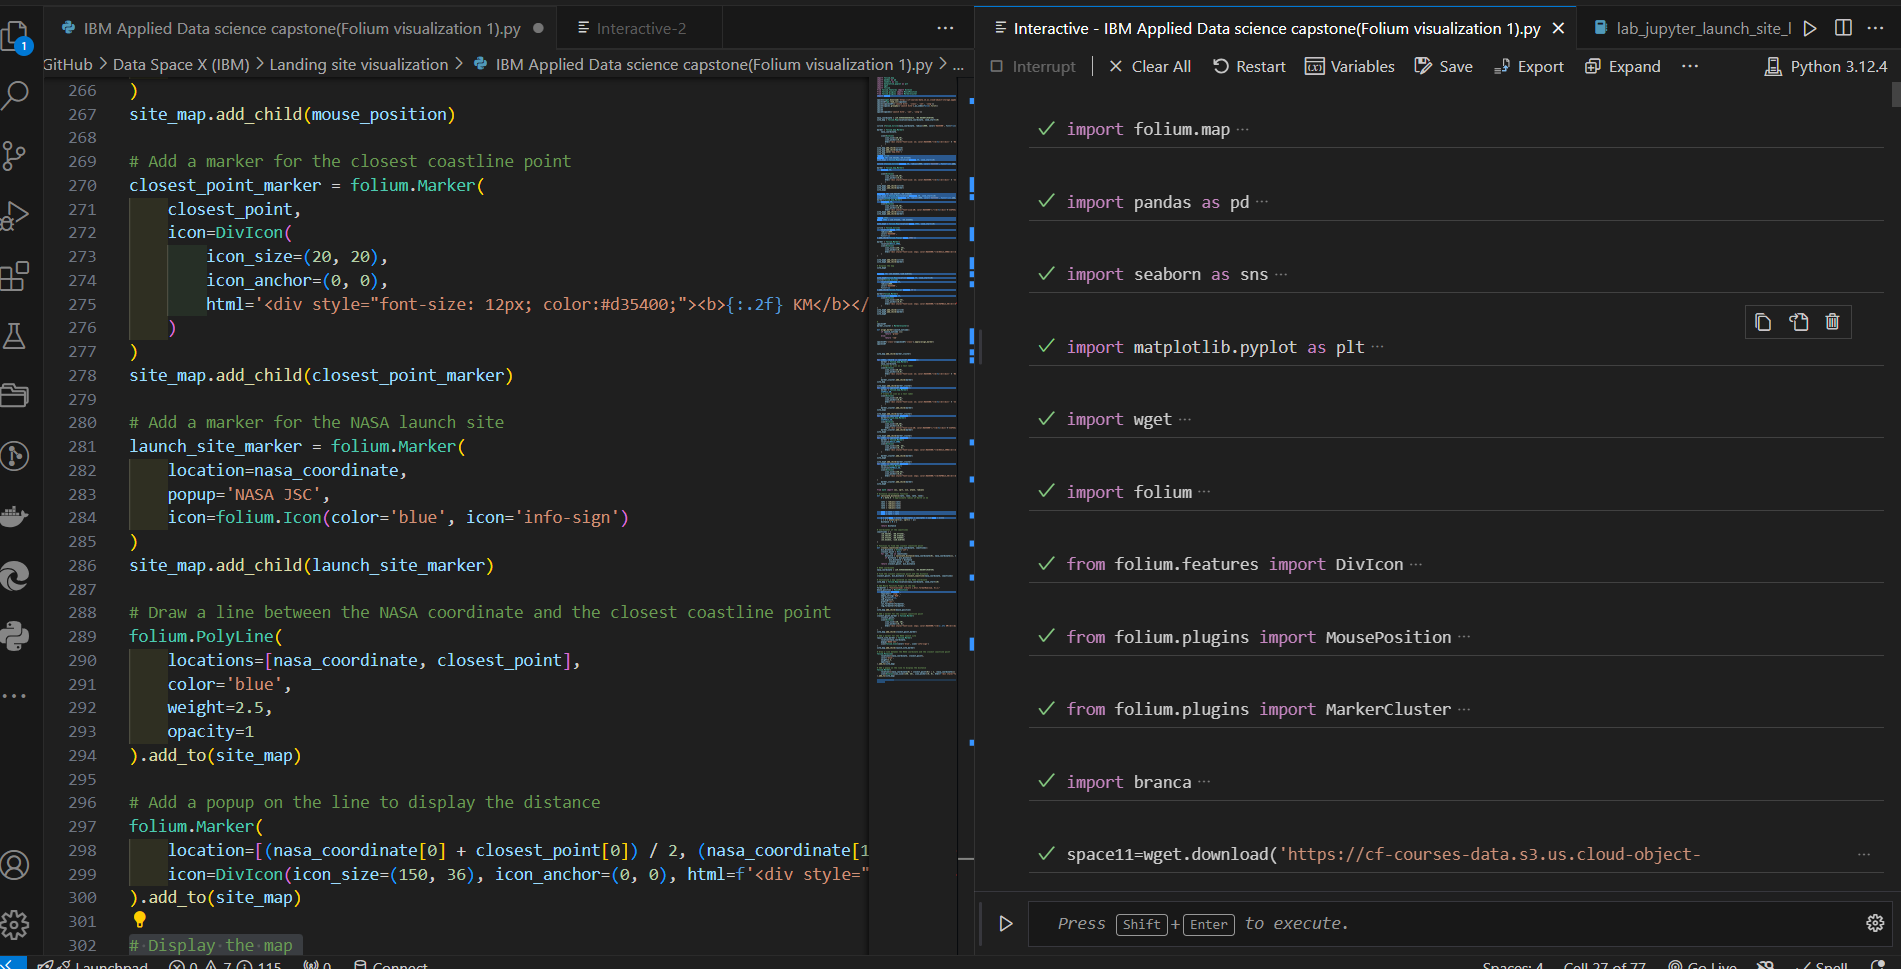 IBM Applied Data science capstone(Folium visualization 1).py
Interactive-2
GitHub > Data Space X (IBM) > Landing site visualization > IBM Applied Data science capstone(Folium visualization 1).py > ...
266 )
267 site_map.add_child(mouse_position)
268
269 # Add a marker for the closest coastline point
270 closest_point_marker = folium.Marker(
271 closest_point,
272 icon=DivIcon(
273 icon_size=(20, 20),
274 icon_anchor=(0, 0),
275 html='<div style="font-size: 12px; color:#d35400;"><b>{:.2f} KM</b></
276 )
277 )
278 site_map.add_child(closest_point_marker)
279
280 # Add a marker for the NASA launch site
281 launch_site_marker = folium.Marker(
282 location=nasa_coordinate,
283 popup='NASA JSC',
284 icon=folium.Icon(color='blue', icon='info-sign')
285 )
286 site_map.add_child(launch_site_marker)
287
288 # Draw a line between the NASA coordinate and the closest coastline point
289 folium.PolyLine(
290 locations=[nasa_coordinate, closest_point],
291 color='blue',
292 weight=2.5,
293 opacity=1
294 ).add_to(site_map)
295
296 # Add a popup on the line to display the distance
297 folium.Marker(
298 location=[(nasa_coordinate[0] + closest_point[0]) / 2, (nasa_coordinate[1
299 icon=DivIcon(icon_size=(150, 36), icon_anchor=(0, 0), html=f'<div style="
300 ).add_to(site_map)
301
302 # Display the map
Interactive - IBM Applied Data science capstone(Folium visualization 1).py
lab_jupyter_launch_site_l
Interrupt | Clear All Restart Variables Save Export Expand ... Python 3.12.4
import folium.map ...
import pandas as pd ...
import seaborn as sns ...
import matplotlib.pyplot as plt ...
import wget ...
import folium ...
from folium.features import DivIcon ...
from folium.plugins import MousePosition ...
from folium.plugins import MarkerCluster ...
import branca ...
space11=wget.download('https://cf-courses-data.s3.us.cloud-object- ...
Press Shift+Enter to execute.
1
Launchpad 0 7 115 0 Connect
Spaces: 4 Cell 27 of 77 Go Live Spell